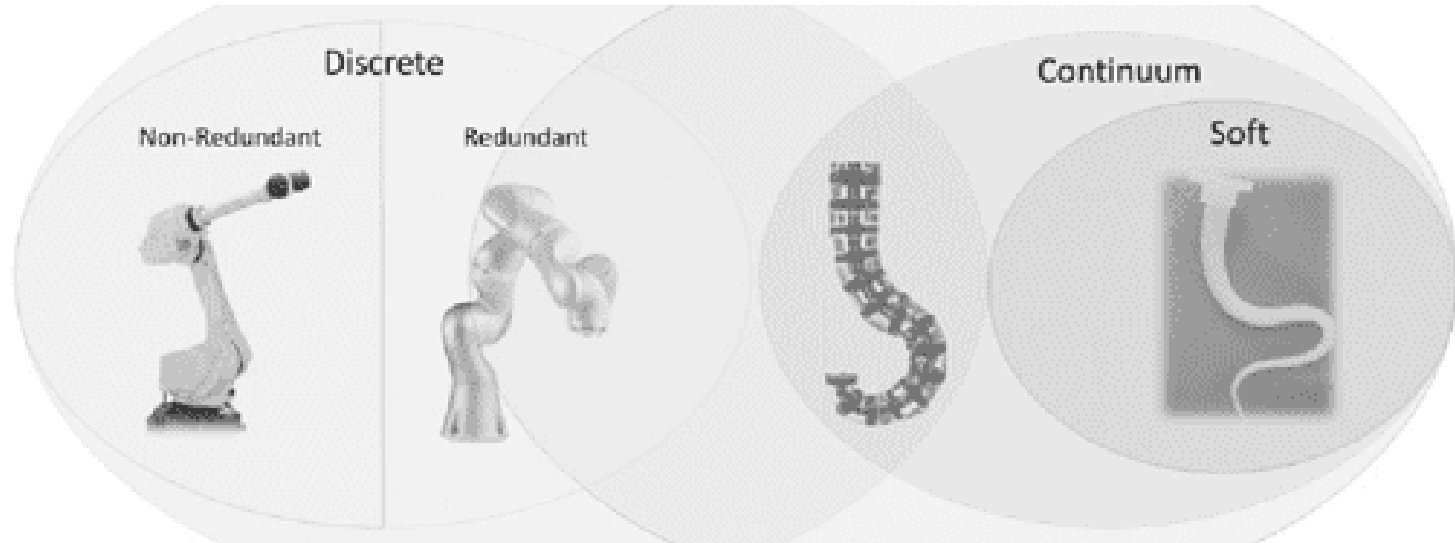 Discrete
Continuum
Non-Redundant
Redundant
Soft